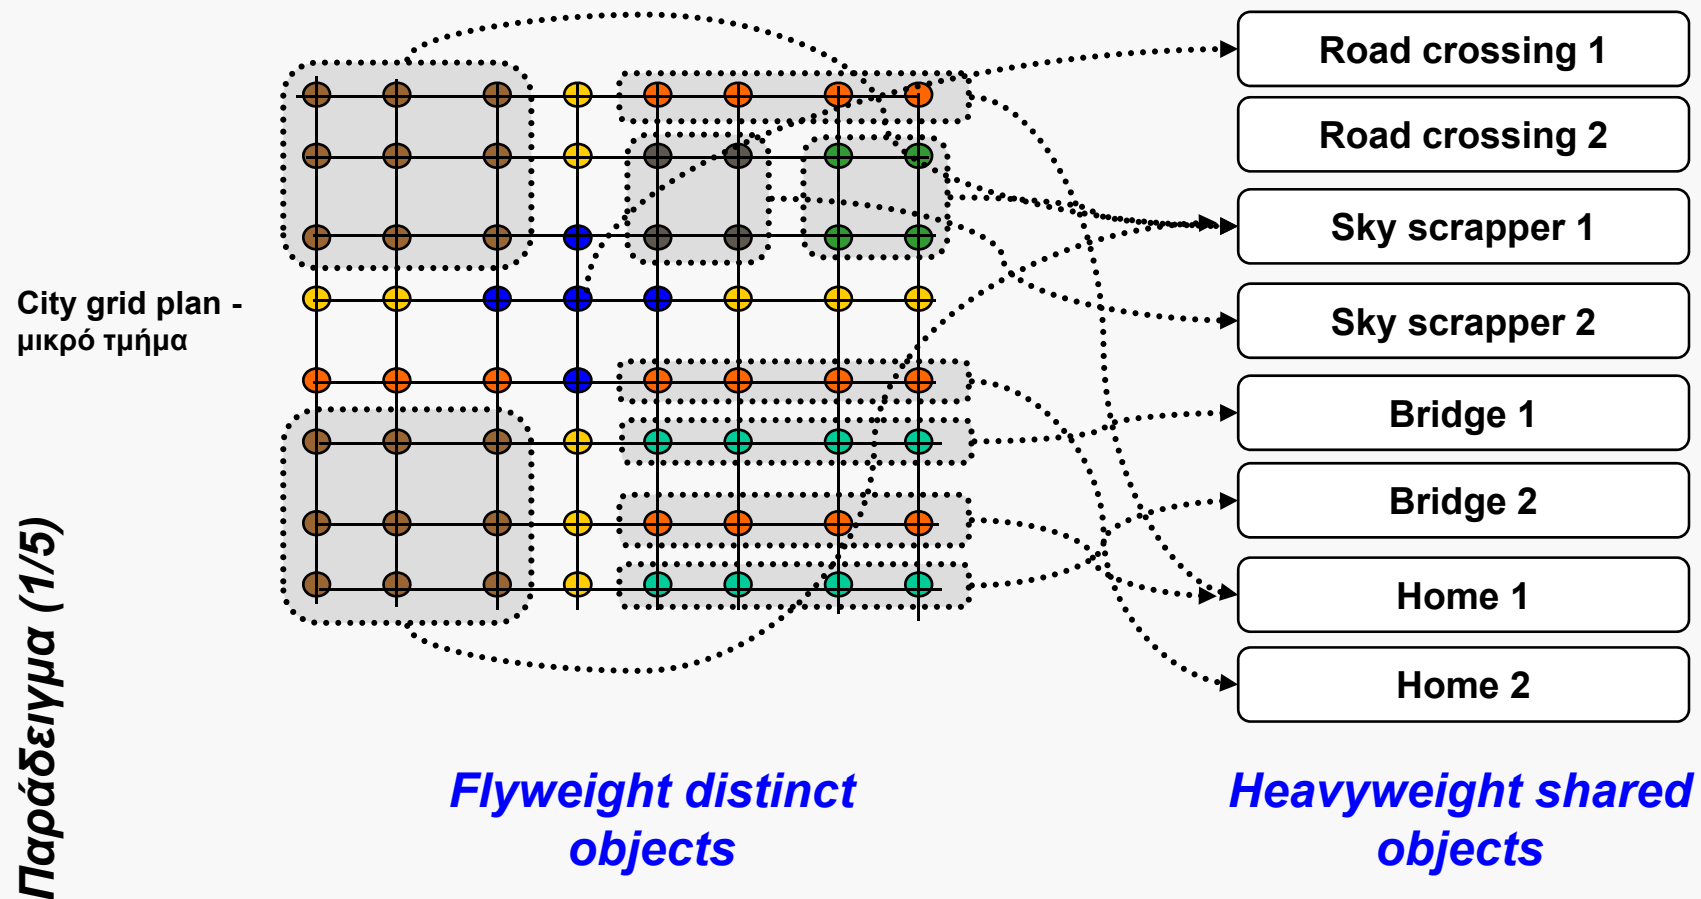 Road crossing 1
Road crossing 2
Sky scrapper 1
City grid plan -
μικρό τμήμα
Sky scrapper 2
Bridge 1
Bridge 2
Home 1
Home 2
Παράδειγμα (1/5)
Flyweight distinct
objects
Heavyweight shared
objects